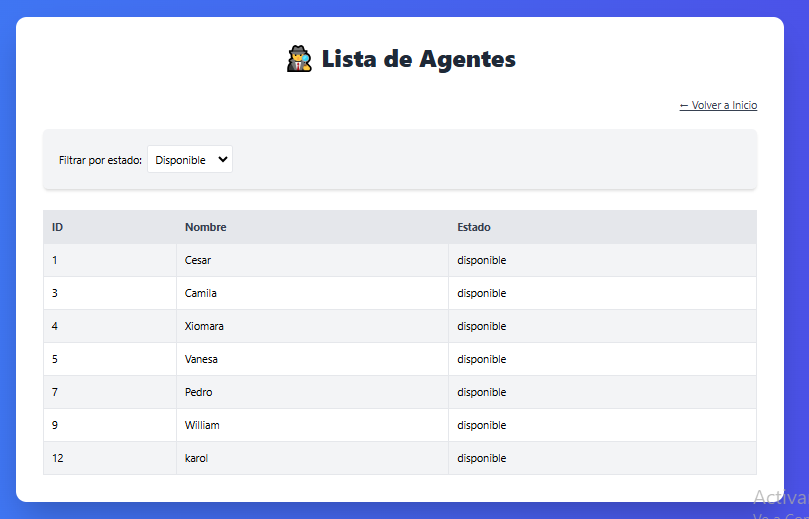 Lista de Agentes
← Volver a Inicio
Filtrar por estado: Disponible
ID Nombre Estado
1 Cesar disponible
3 Camila disponible
4 Xiomara disponible
5 Vanesa disponible
7 Pedro disponible
9 William disponible
12 karol disponible
Activa